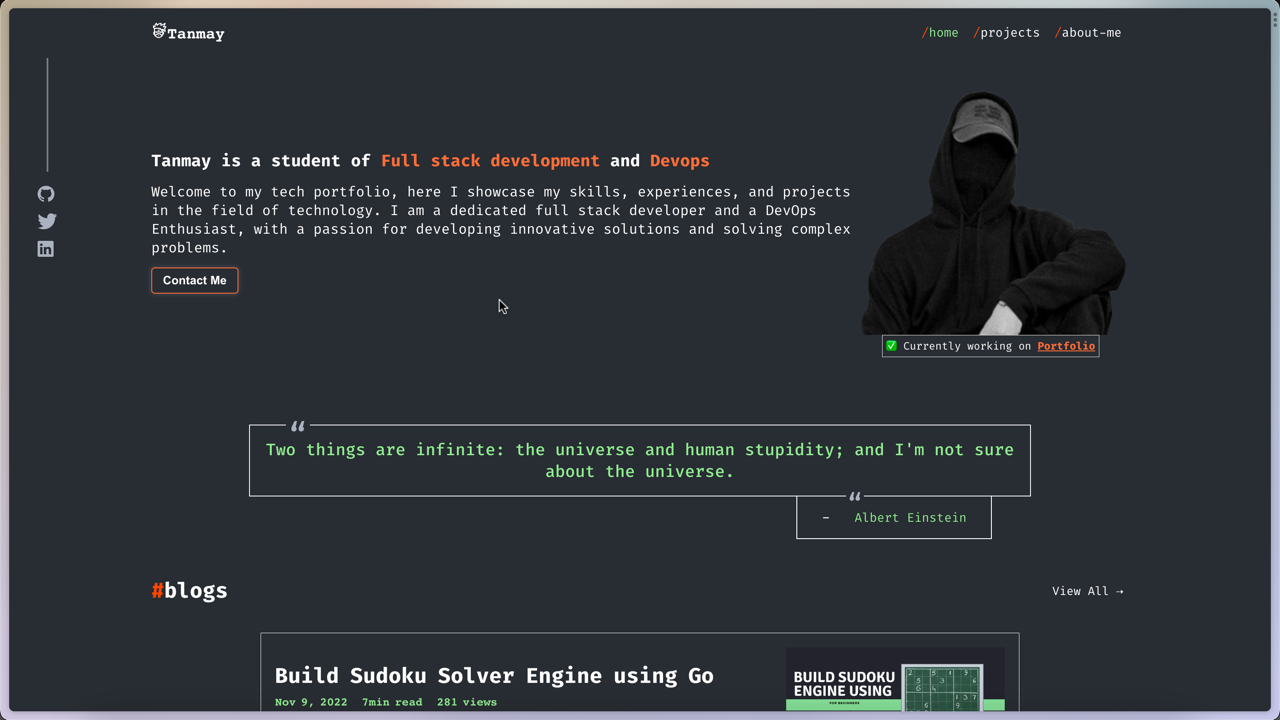 Tanmay
/home /projects /about-me
Tanmay is a student of Full stack development and Devops
Welcome to my tech portfolio, here I showcase my skills, experiences, and projects
in the field of technology. I am a dedicated full stack developer and a DevOps
Enthusiast, with a passion for developing innovative solutions and solving complex
problems.
Contact Me
✅ Currently working on Portfolio
“
Two things are infinite: the universe and human stupidity; and I'm not sure
about the universe.
“
- Albert Einstein
#blogs
View All →
Build Sudoku Solver Engine using Go
Nov 9, 2022 7min read 281 views
BUILD SUDOKU
ENGINE USING
FOR BEGINNERS